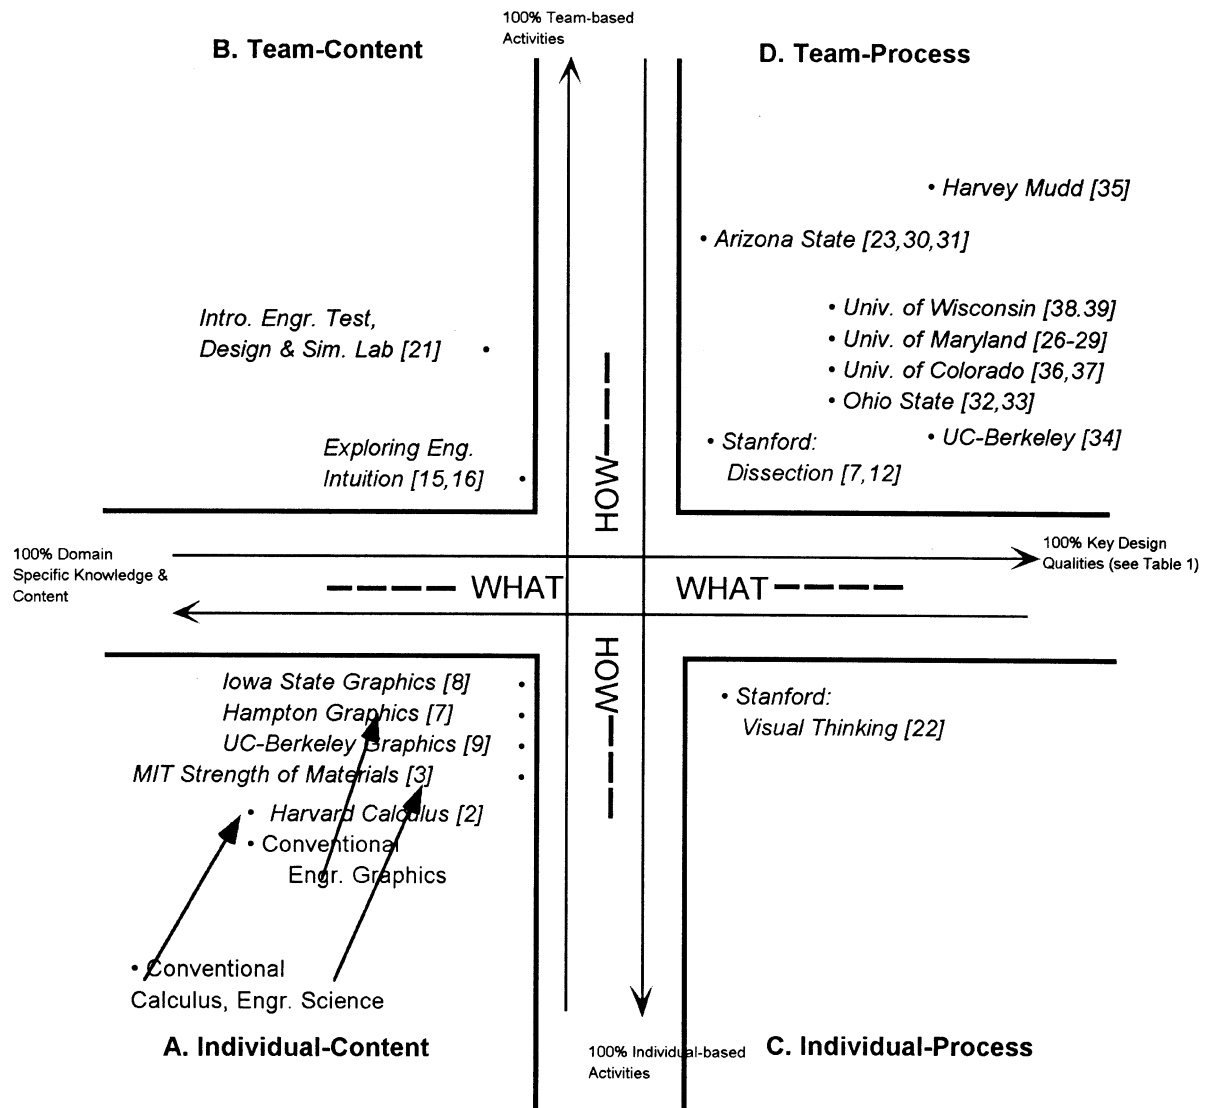 100% Team-based
Activities
B. Team-Content
D. Team-Process
• Harvey Mudd [35]
• Arizona State [23,30,31]
Intro. Engr. Test,
Design & Sim. Lab [21] •
• Univ. of Wisconsin [38.39]
• Univ. of Maryland [26-29]
• Univ. of Colorado [36,37]
• Ohio State [32,33]
• UC-Berkeley [34]
• Stanford:
Dissection [7,12]
Exploring Eng.
Intuition [15,16] •
HOW
100% Domain
Specific Knowledge &
Content
100% Key Design
Qualities (see Table 1)
WHAT
WHAT
HOW
Iowa State Graphics [8] •
Hampton Graphics [7] •
UC-Berkeley Graphics [9] •
MIT Strength of Materials [3] •
• Harvard Calculus [2]
• Conventional
Engr. Graphics
• Conventional
Calculus, Engr. Science
• Stanford:
Visual Thinking [22]
A. Individual-Content
100% Individual-based
Activities
C. Individual-Process